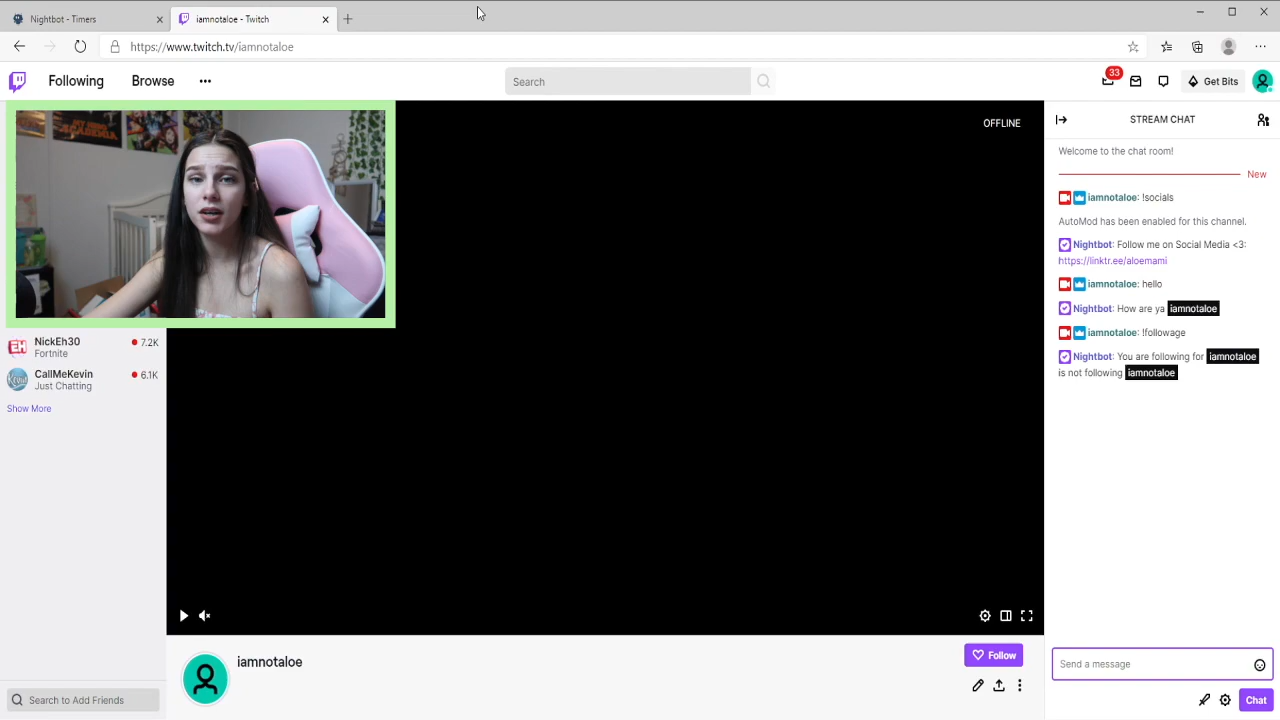 Nightbot - Timers
iamnotaloe - Twitch
https://www.twitch.tv/iamnotaloe
Following
Browse
Search
33
Get Bits
MY HERO
ACADEMIA
OFFLINE
NickEh30
Fortnite
7.2K
CallMeKevin
Just Chatting
6.1K
Show More
Search to Add Friends
iamnotaloe
Follow
STREAM CHAT
Welcome to the chat room!
New
iamnotaloe: !socials
AutoMod has been enabled for this channel.
Nightbot: Follow me on Social Media <3:
https://linktr.ee/aloemami
iamnotaloe: hello
Nightbot: How are ya iamnotaloe
iamnotaloe: !followage
Nightbot: You are following for iamnotaloe
is not following iamnotaloe
Send a message
Chat